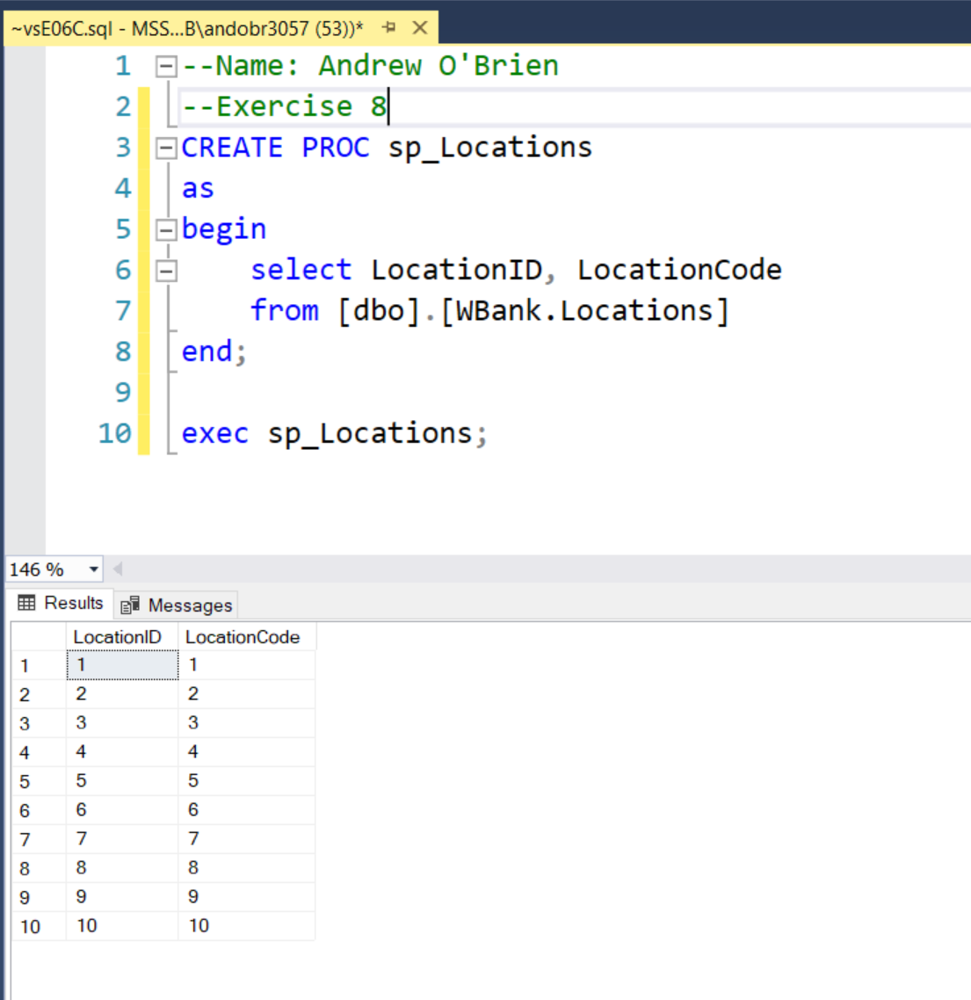 ~vsE06C.sql - MSS...B\andobr3057 (53))*
1 --Name: Andrew O'Brien
2 --Exercise 8
3 CREATE PROC sp_Locations
4 as
5 begin
6 select LocationID, LocationCode
7 from [dbo].[WBank.Locations]
8 end;
9
10 exec sp_Locations;
146 %
Results Messages
LocationID LocationCode
1 1 1
2 2 2
3 3 3
4 4 4
5 5 5
6 6 6
7 7 7
8 8 8
9 9 9
10 10 10